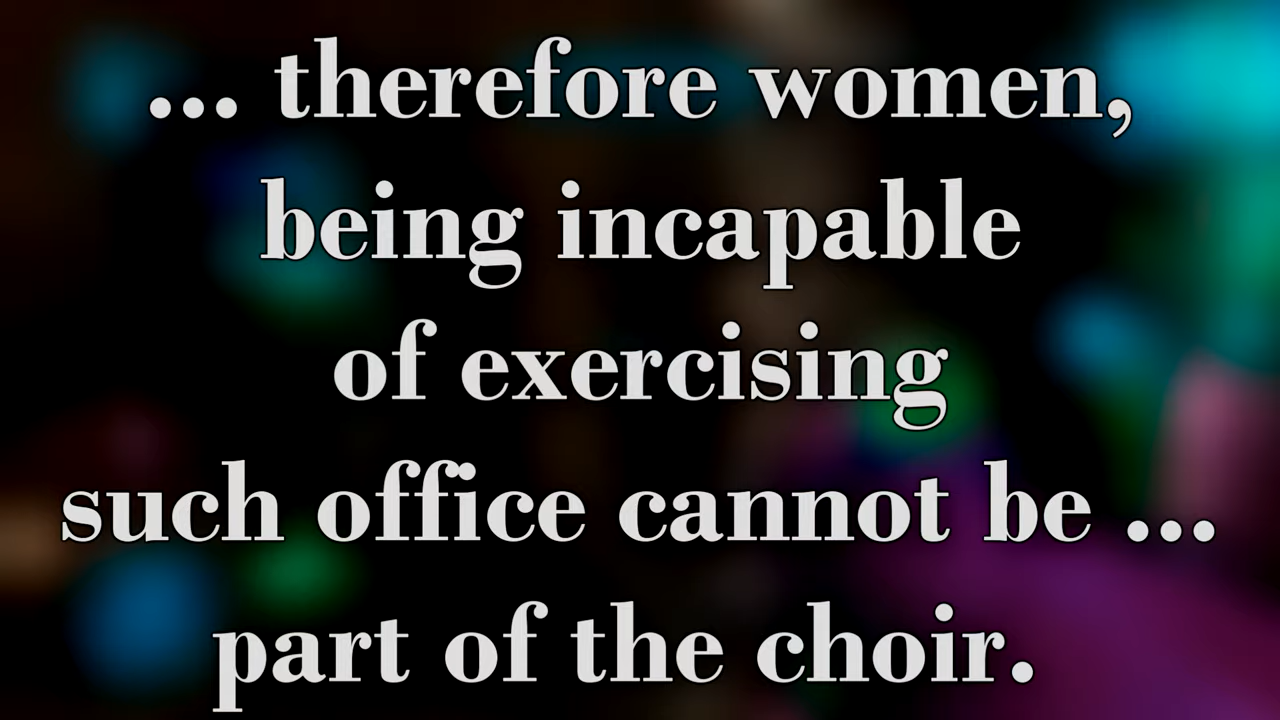 ... therefore women,
being incapable
of exercising
such office cannot be ...
part of the choir.